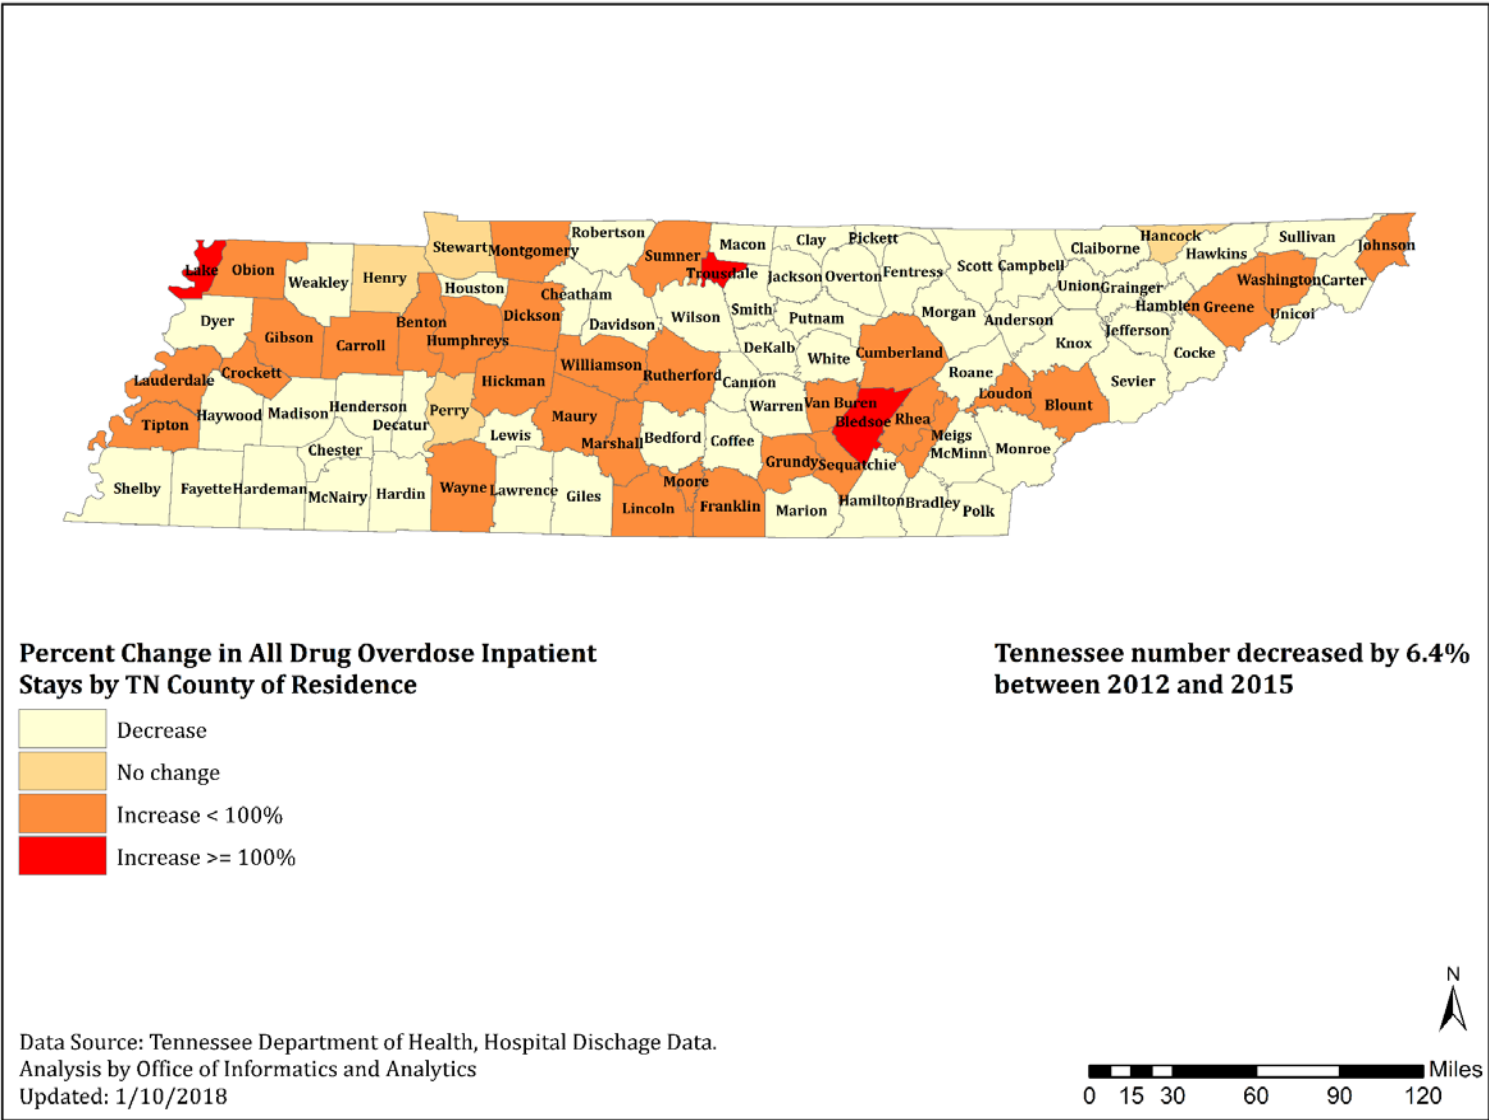 Robertson
Stewart
Montgomery
Macon
Clay
Pickett
Hancock
Sullivan
Claiborne
Hawkins
Johnson
Lake
Obion
Weakley
Henry
Houston
Sumner
Trousdale
Jackson
Overton
Fentress
Scott
Campbell
Union
Grainger
Washington
Carter
Cheatham
Dyer
Benton
Dickson
Davidson
Wilson
Smith
Putnam
Morgan
Anderson
Hamblen
Greene
Unicoi
Gibson
Carroll
Humphreys
DeKalb
White
Cumberland
Knox
Jefferson
Cocke
Lauderdale
Crockett
Hickman
Williamson
Rutherford
Cannon
Roane
Sevier
Tipton
Haywood
Madison
Henderson
Decatur
Perry
Maury
Warren
Van Buren
Loudon
Blount
Chester
Lewis
Marshall
Bedford
Coffee
Bledsoe
Rhea
Meigs
McMinn
Monroe
Grundy
Sequatchie
Shelby
Fayette
Hardeman
McNairy
Hardin
Wayne
Lawrence
Giles
Moore
Lincoln
Franklin
Marion
Hamilton
Bradley
Polk
Percent Change in All Drug Overdose Inpatient
Stays by TN County of Residence
Decrease
No change
Increase < 100%
Increase >= 100%
Tennessee number decreased by 6.4%
between 2012 and 2015
Data Source: Tennessee Department of Health, Hospital Dischage Data.
Analysis by Office of Informatics and Analytics
Updated: 1/10/2018
N
Miles
0 15 30 60 90 120